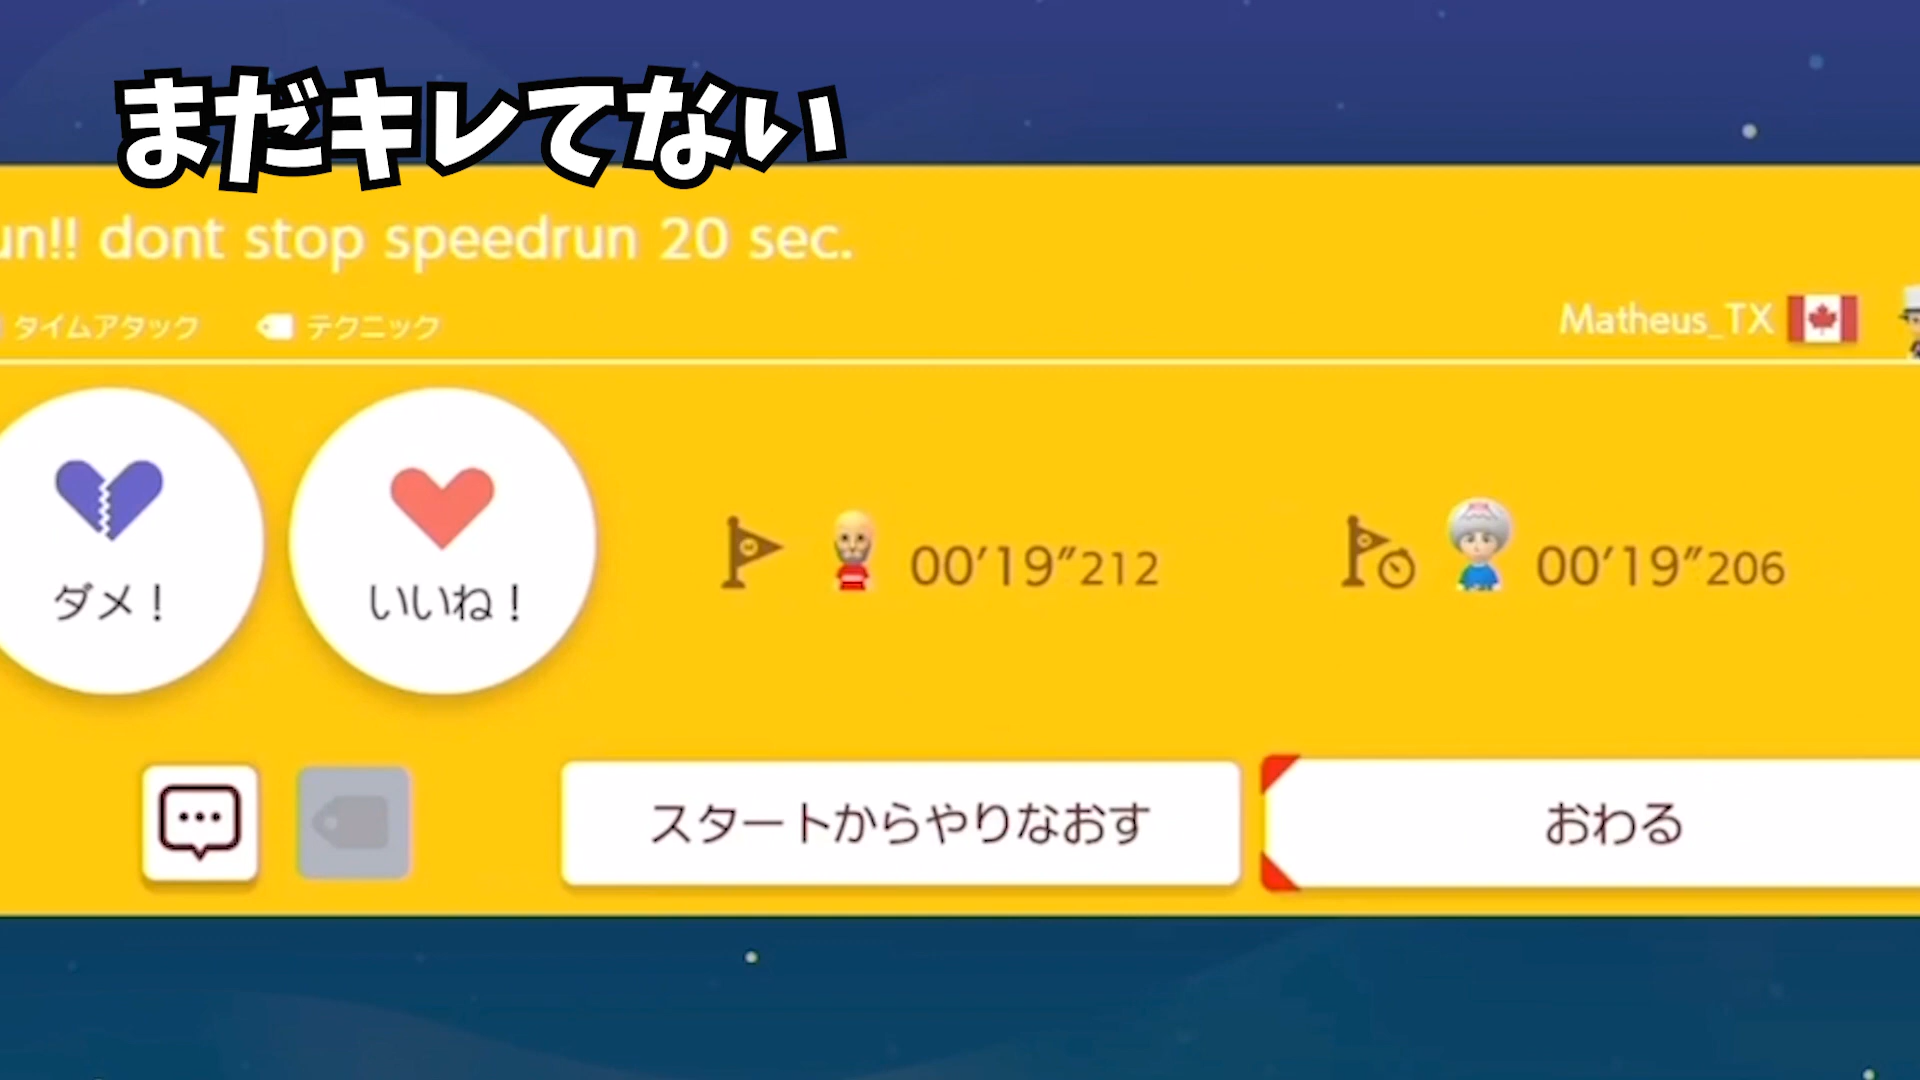 まだキレてない
un!! dont stop speedrun 20 sec.
タイムアタック テクニック
Matheus_TX
00'19"212 00'19"206
ダメ! いいね!
スタートからやりなおす おわる